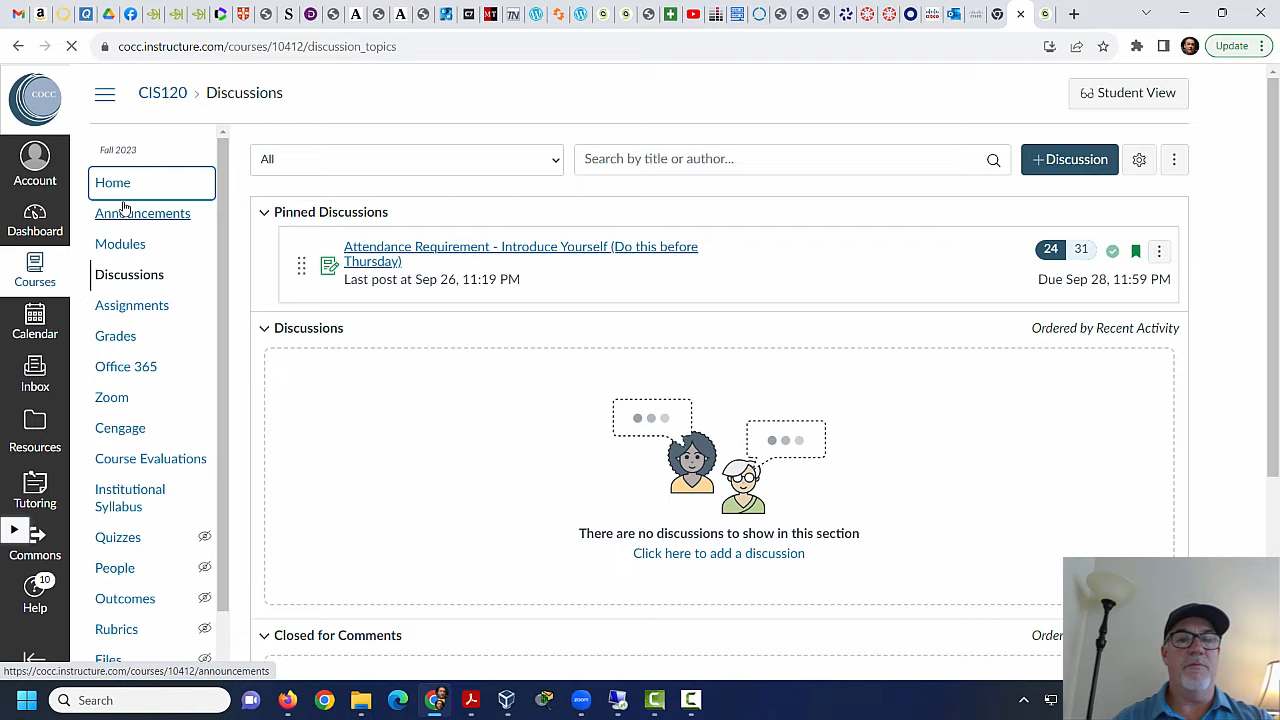 cocc.instructure.com/courses/10412/discussion_topics
Update
COCC
CIS120 › Discussions
Student View
Account
Dashboard
Courses
Calendar
Inbox
Resources
Tutoring
Commons
10
Help
Fall 2023
Home
Announcements
Modules
Discussions
Assignments
Grades
Office 365
Zoom
Cengage
Course Evaluations
Institutional
Syllabus
Quizzes
People
Outcomes
Rubrics
Files
All
Search by title or author...
+Discussion
Pinned Discussions
Attendance Requirement - Introduce Yourself (Do this before
Thursday)
24 31
Last post at Sep 26, 11:19 PM
Due Sep 28, 11:59 PM
Discussions
Ordered by Recent Activity
There are no discussions to show in this section
Click here to add a discussion
Closed for Comments
https://cocc.instructure.com/courses/10412/announcements
Search
zoom